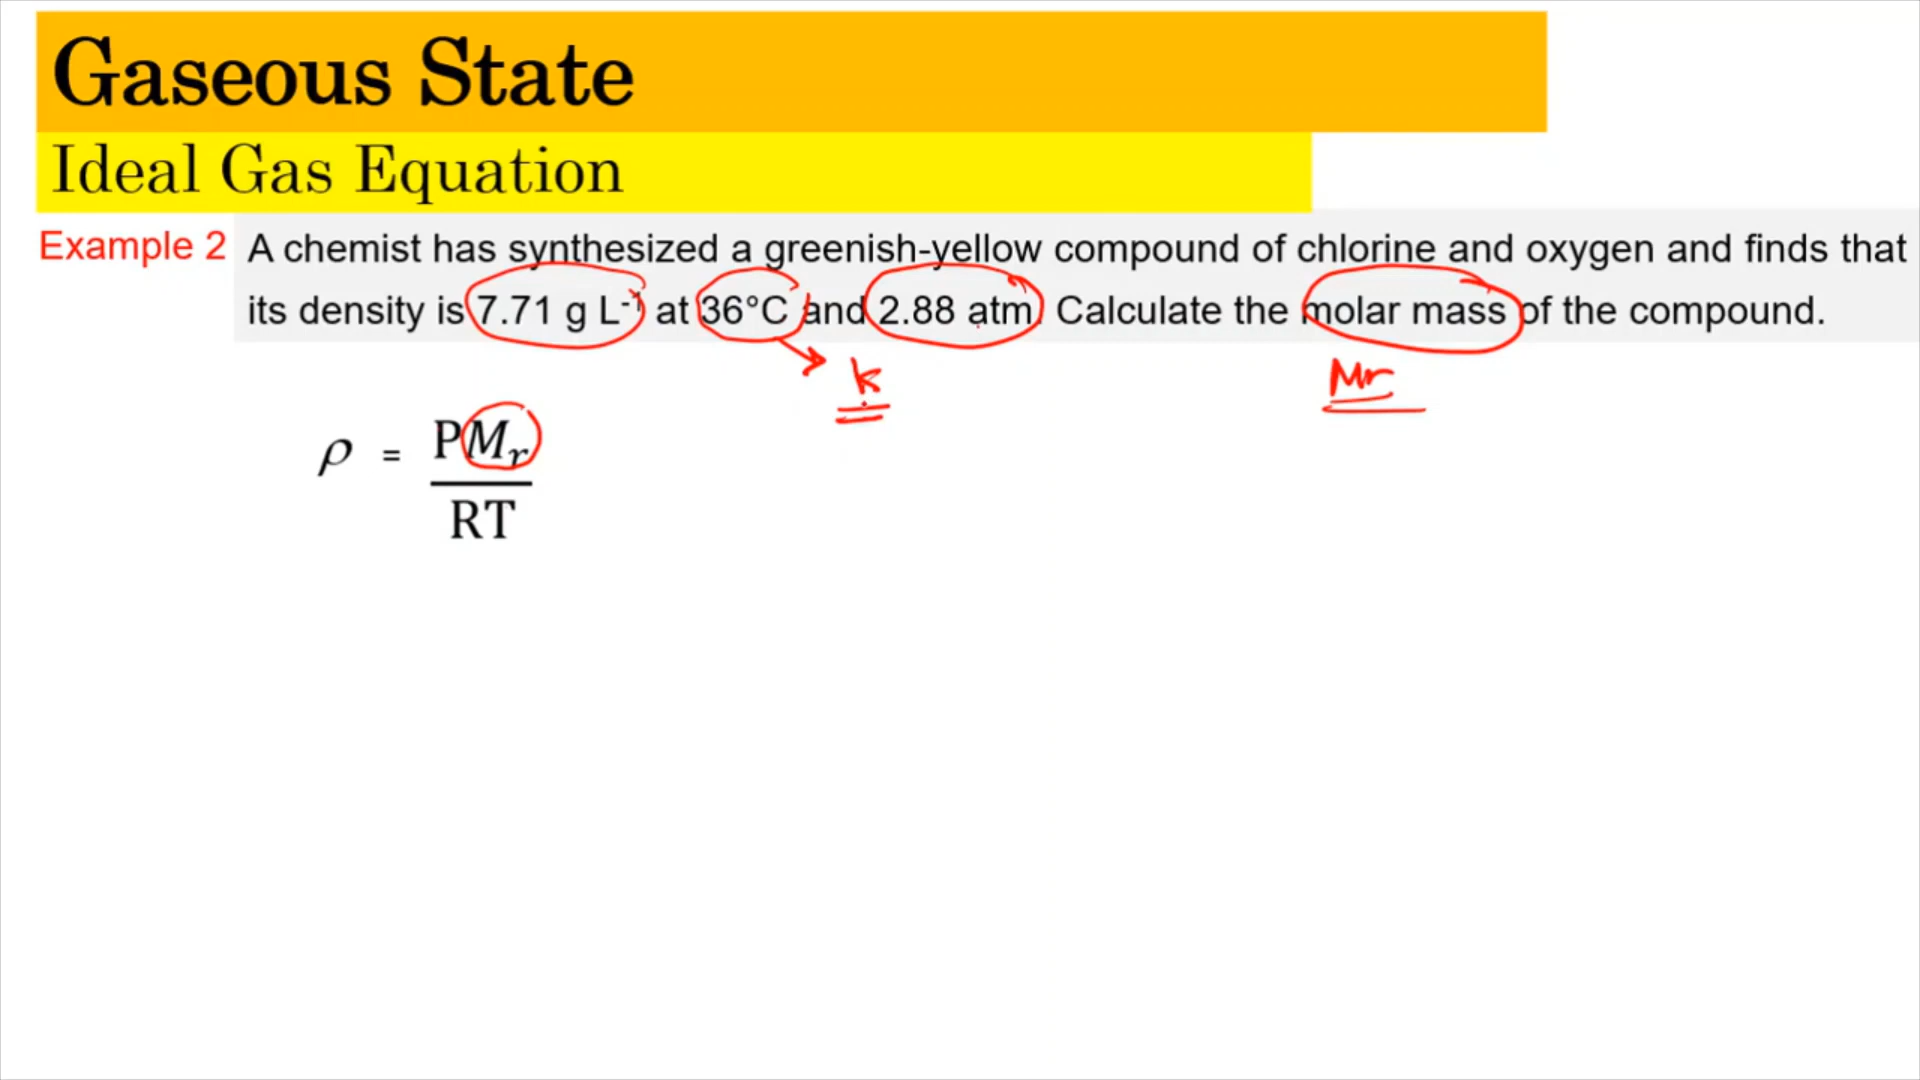 Gaseous State
Ideal Gas Equation
Example 2 A chemist has synthesized a greenish-yellow compound of chlorine and oxygen and finds that
its density is 7.71 g L⁻¹ at 36°C and 2.88 atm. Calculate the molar mass of the compound.
K
Mr
ρ = PMᵣ
RT